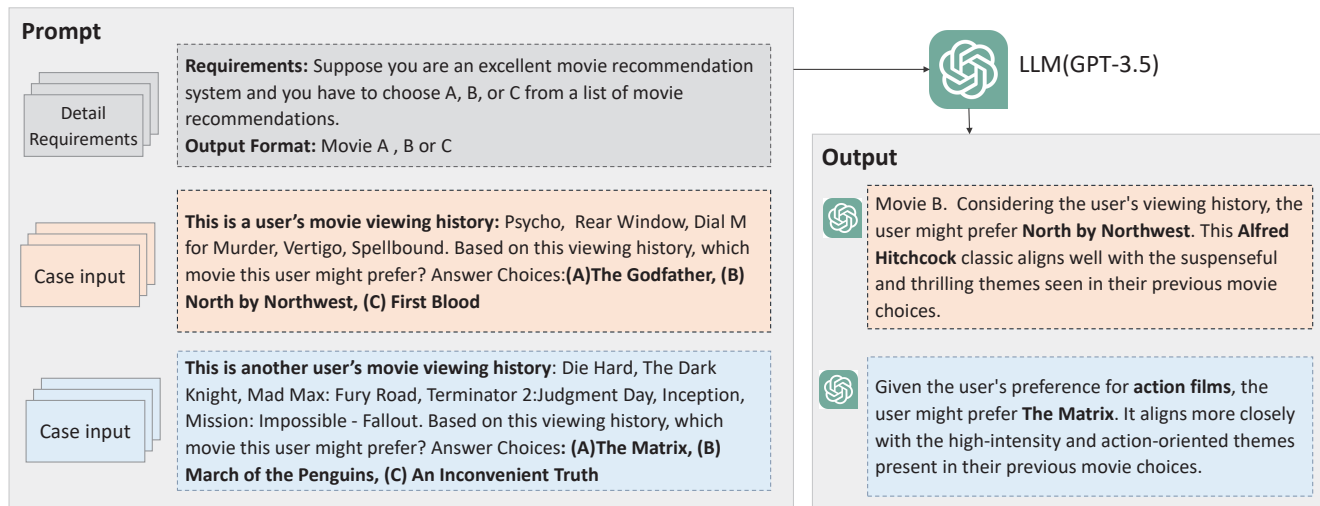 Prompt
Detail
Requirements
Requirements: Suppose you are an excellent movie recommendation
system and you have to choose A, B, or C from a list of movie
recommendations.
Output Format: Movie A , B or C
Case input
This is a user's movie viewing history: Psycho, Rear Window, Dial M
for Murder, Vertigo, Spellbound. Based on this viewing history, which
movie this user might prefer? Answer Choices:(A)The Godfather, (B)
North by Northwest, (C) First Blood
Case input
This is another user's movie viewing history: Die Hard, The Dark
Knight, Mad Max: Fury Road, Terminator 2:Judgment Day, Inception,
Mission: Impossible - Fallout. Based on this viewing history, which
movie this user might prefer? Answer Choices: (A)The Matrix, (B)
March of the Penguins, (C) An Inconvenient Truth
LLM(GPT-3.5)
Output
Movie B. Considering the user's viewing history, the
user might prefer North by Northwest. This Alfred
Hitchcock classic aligns well with the suspenseful
and thrilling themes seen in their previous movie
choices.
Given the user's preference for action films, the
user might prefer The Matrix. It aligns more closely
with the high-intensity and action-oriented themes
present in their previous movie choices.